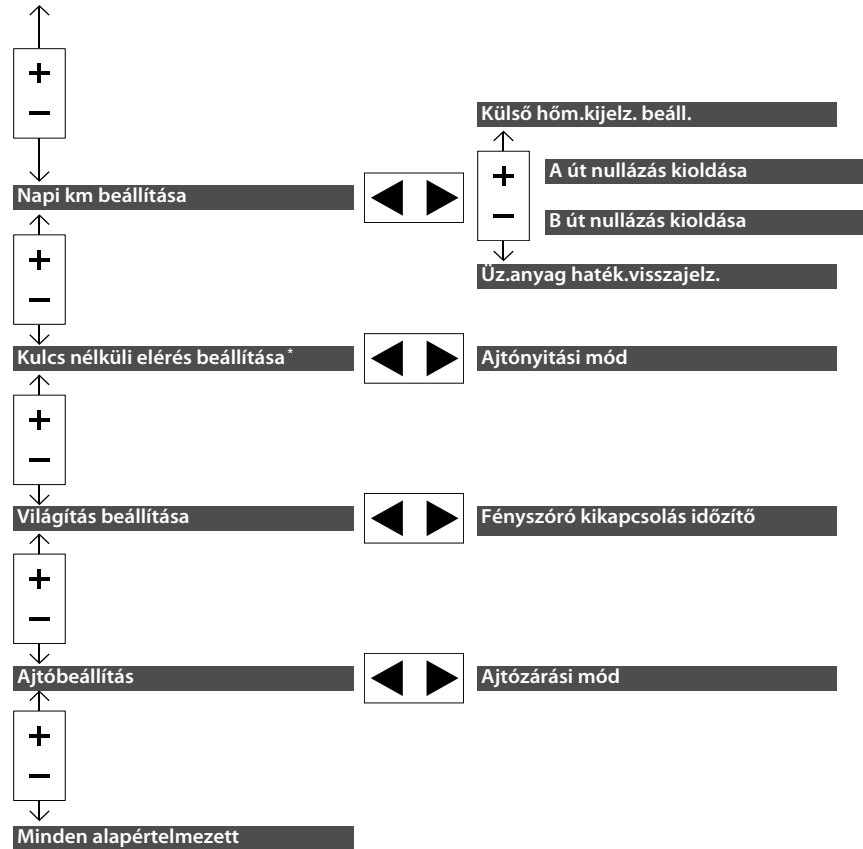 +
−
Külső hőm.kijelz. beáll.
+
−
A út nullázás kioldása
B út nullázás kioldása
Üz.anyag haték.visszajelz.
Napi km beállítása
+
−
Kulcs nélküli elérés beállítása*
Ajtónyitási mód
+
−
Világítás beállítása
Fényszóró kikapcsolás időzítő
+
−
Ajtóbeállítás
Ajtózárási mód
+
−
Minden alapértelmezett